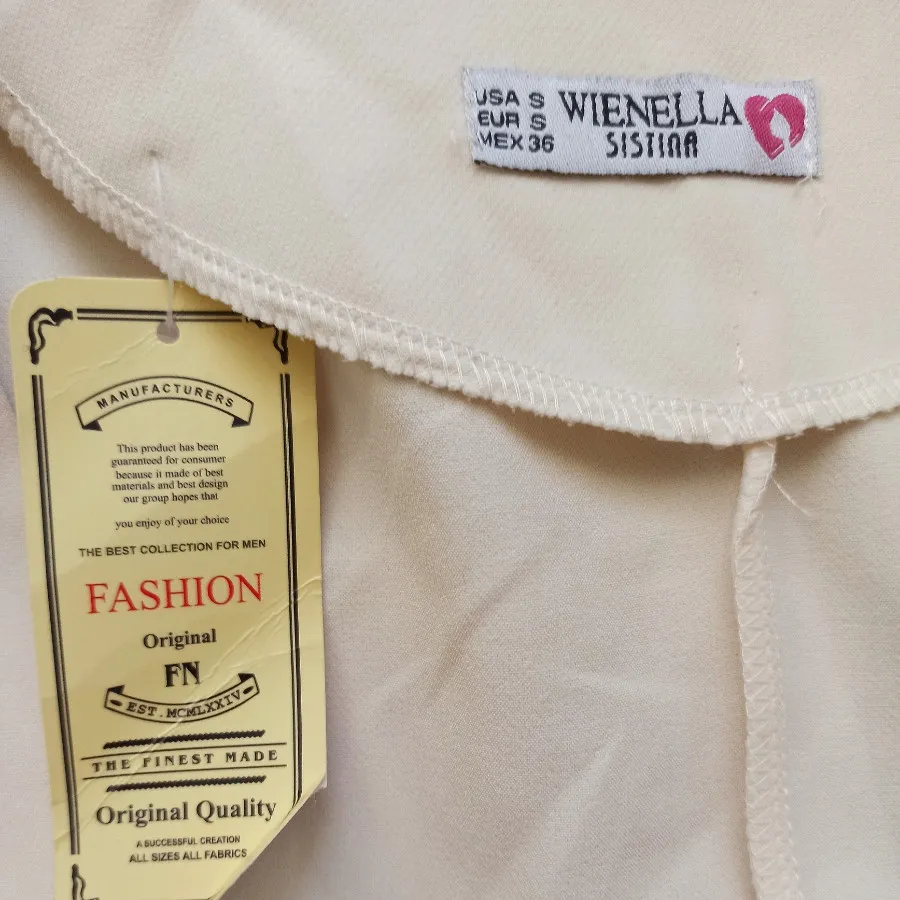 USA S
EUR S
MEX 36
WIENELLA
SISTINA
MANUFACTURERS
This product has been
guaranteed for consumer
because it made of best
materials and best design
our group hopes that
you enjoy of your choice
THE BEST COLLECTION FOR MEN
FASHION
Original
FN
EST. MCMLXXIV
THE FINEST MADE
Original Quality
A SUCCESSFUL CREATION
ALL SIZES ALL FABRICS